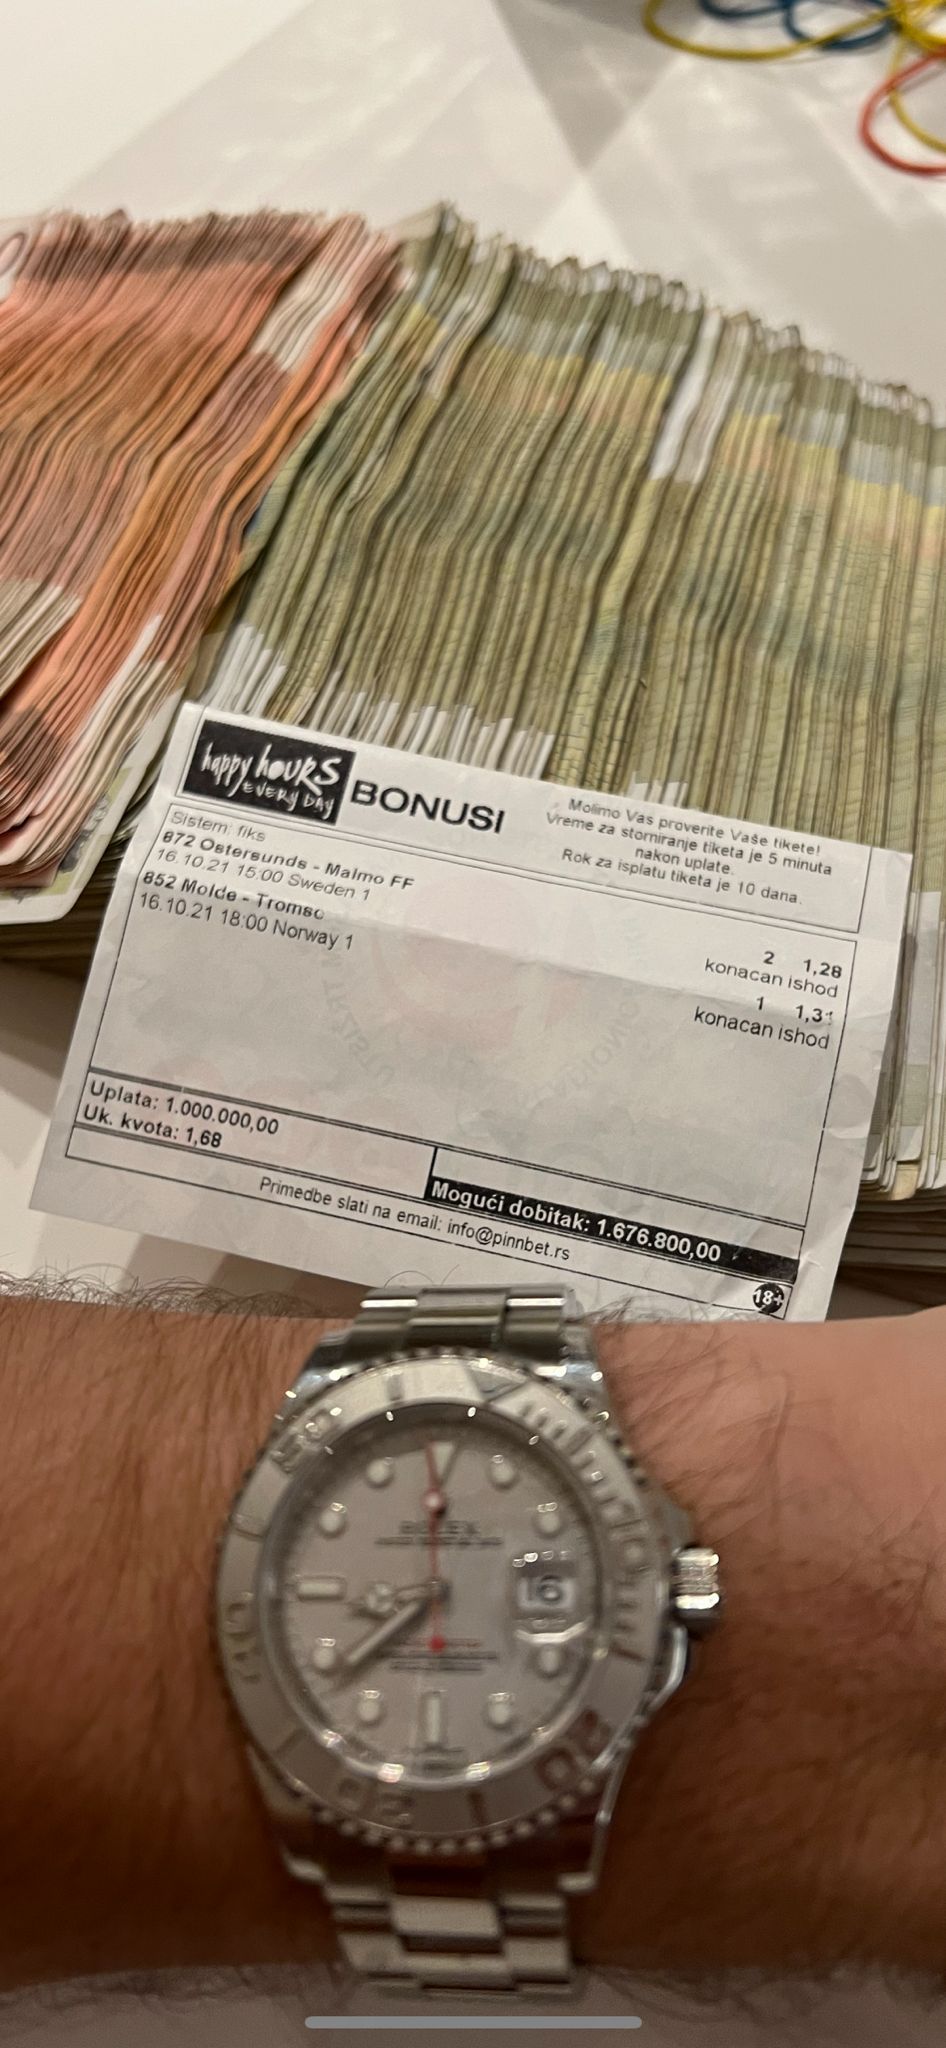 happy hours
EVERY DAY
BONUSI
Molimo Vas proverite Vaše tikete!
Vreme za storniranje tiketa je 5 minuta
nakon uplate.
Rok za isplatu tiketa je 10 dana.
Sistem: fiks
872 Ostersunds - Malmo FF
16.10.21 15:00 Sweden 1
2 1,28
konacan ishod
852 Molde - Tromso
16.10.21 18:00 Norway 1
1 1,31
konacan ishod
Uplata: 1.000.000,00
Uk. kvota: 1,68
Mogući dobitak: 1.676.800,00
Primedbe slati na email: info@pinnbet.rs
18+
ROLEX
16
20